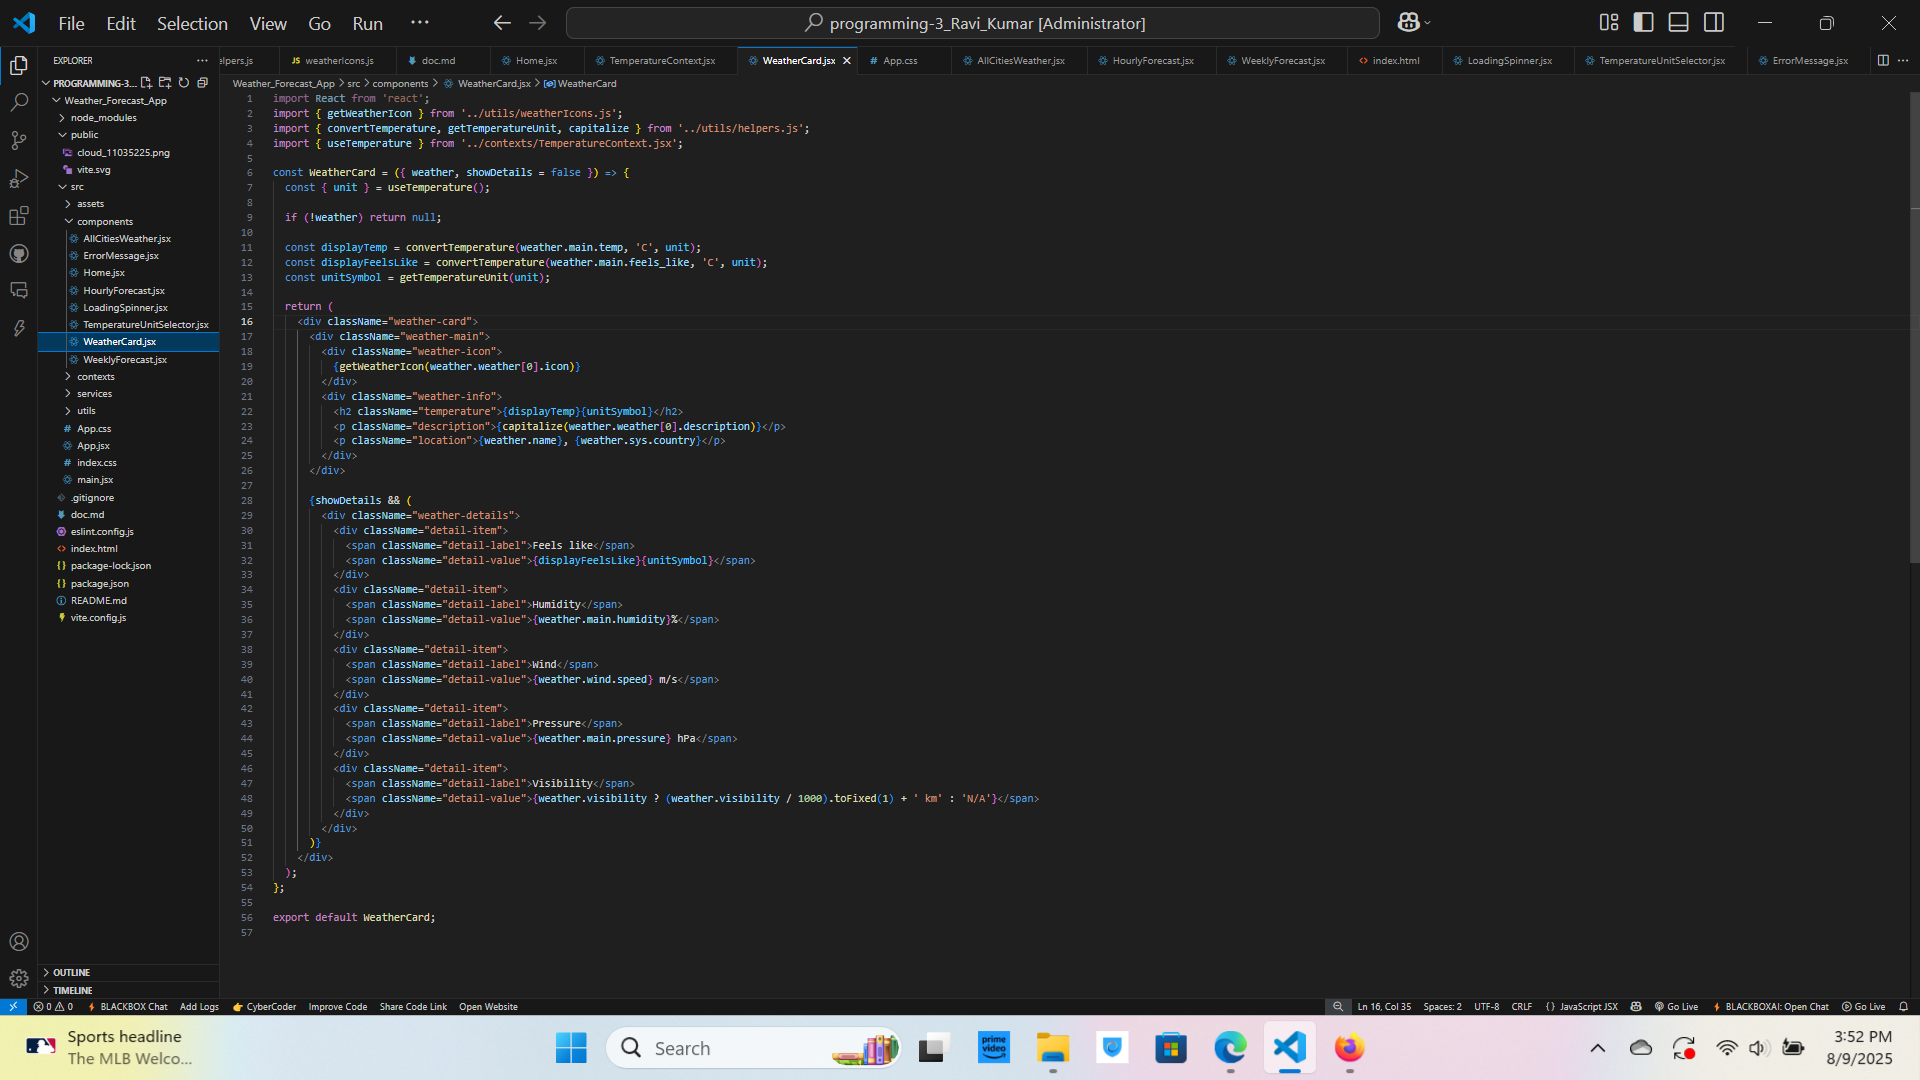 File Edit Selection View Go Run ···
programming-3_Ravi_Kumar [Administrator]
EXPLORER
PROGRAMMING-3...
Weather_Forecast_App
node_modules
public
cloud_11035225.png
vite.svg
src
assets
components
AllCitiesWeather.jsx
ErrorMessage.jsx
Home.jsx
HourlyForecast.jsx
LoadingSpinner.jsx
TemperatureUnitSelector.jsx
WeatherCard.jsx
WeeklyForecast.jsx
contexts
services
utils
# App.css
App.jsx
# index.css
main.jsx
.gitignore
doc.md
eslint.config.js
index.html
package-lock.json
package.json
README.md
vite.config.js
OUTLINE
TIMELINE
elpers.js JS weatherIcons.js doc.md Home.jsx TemperatureContext.jsx WeatherCard.jsx # App.css AllCitiesWeather.jsx HourlyForecast.jsx WeeklyForecast.jsx index.html LoadingSpinner.jsx TemperatureUnitSelector.jsx ErrorMessage.jsx
Weather_Forecast_App > src > components > WeatherCard.jsx > WeatherCard
1 import React from 'react';
2 import { getWeatherIcon } from '../utils/weatherIcons.js';
3 import { convertTemperature, getTemperatureUnit, capitalize } from '../utils/helpers.js';
4 import { useTemperature } from '../contexts/TemperatureContext.jsx';
5
6 const WeatherCard = ({ weather, showDetails = false }) => {
7 const { unit } = useTemperature();
8
9 if (!weather) return null;
10
11 const displayTemp = convertTemperature(weather.main.temp, 'C', unit);
12 const displayFeelsLike = convertTemperature(weather.main.feels_like, 'C', unit);
13 const unitSymbol = getTemperatureUnit(unit);
14
15 return (
16 <div className="weather-card">
17 <div className="weather-main">
18 <div className="weather-icon">
19 {getWeatherIcon(weather.weather[0].icon)}
20 </div>
21 <div className="weather-info">
22 <h2 className="temperature">{displayTemp}{unitSymbol}</h2>
23 <p className="description">{capitalize(weather.weather[0].description)}</p>
24 <p className="location">{weather.name}, {weather.sys.country}</p>
25 </div>
26 </div>
27
28 {showDetails && (
29 <div className="weather-details">
30 <div className="detail-item">
31 <span className="detail-label">Feels like</span>
32 <span className="detail-value">{displayFeelsLike}{unitSymbol}</span>
33 </div>
34 <div className="detail-item">
35 <span className="detail-label">Humidity</span>
36 <span className="detail-value">{weather.main.humidity}%</span>
37 </div>
38 <div className="detail-item">
39 <span className="detail-label">Wind</span>
40 <span className="detail-value">{weather.wind.speed} m/s</span>
41 </div>
42 <div className="detail-item">
43 <span className="detail-label">Pressure</span>
44 <span className="detail-value">{weather.main.pressure} hPa</span>
45 </div>
46 <div className="detail-item">
47 <span className="detail-label">Visibility</span>
48 <span className="detail-value">{weather.visibility ? (weather.visibility / 1000).toFixed(1) + ' km' : 'N/A'}</span>
49 </div>
50 </div>
51 )}
52 </div>
53 );
54 };
55
56 export default WeatherCard;
57
0 0 BLACKBOX Chat Add Logs CyberCoder Improve Code Share Code Link Open Website Ln 16, Col 35 Spaces: 2 UTF-8 CRLF {} JavaScript JSX Go Live BLACKBOXAI: Open Chat Go Live
Sports headline
The MLB Welco...
Search
prime video
3:52 PM
8/9/2025